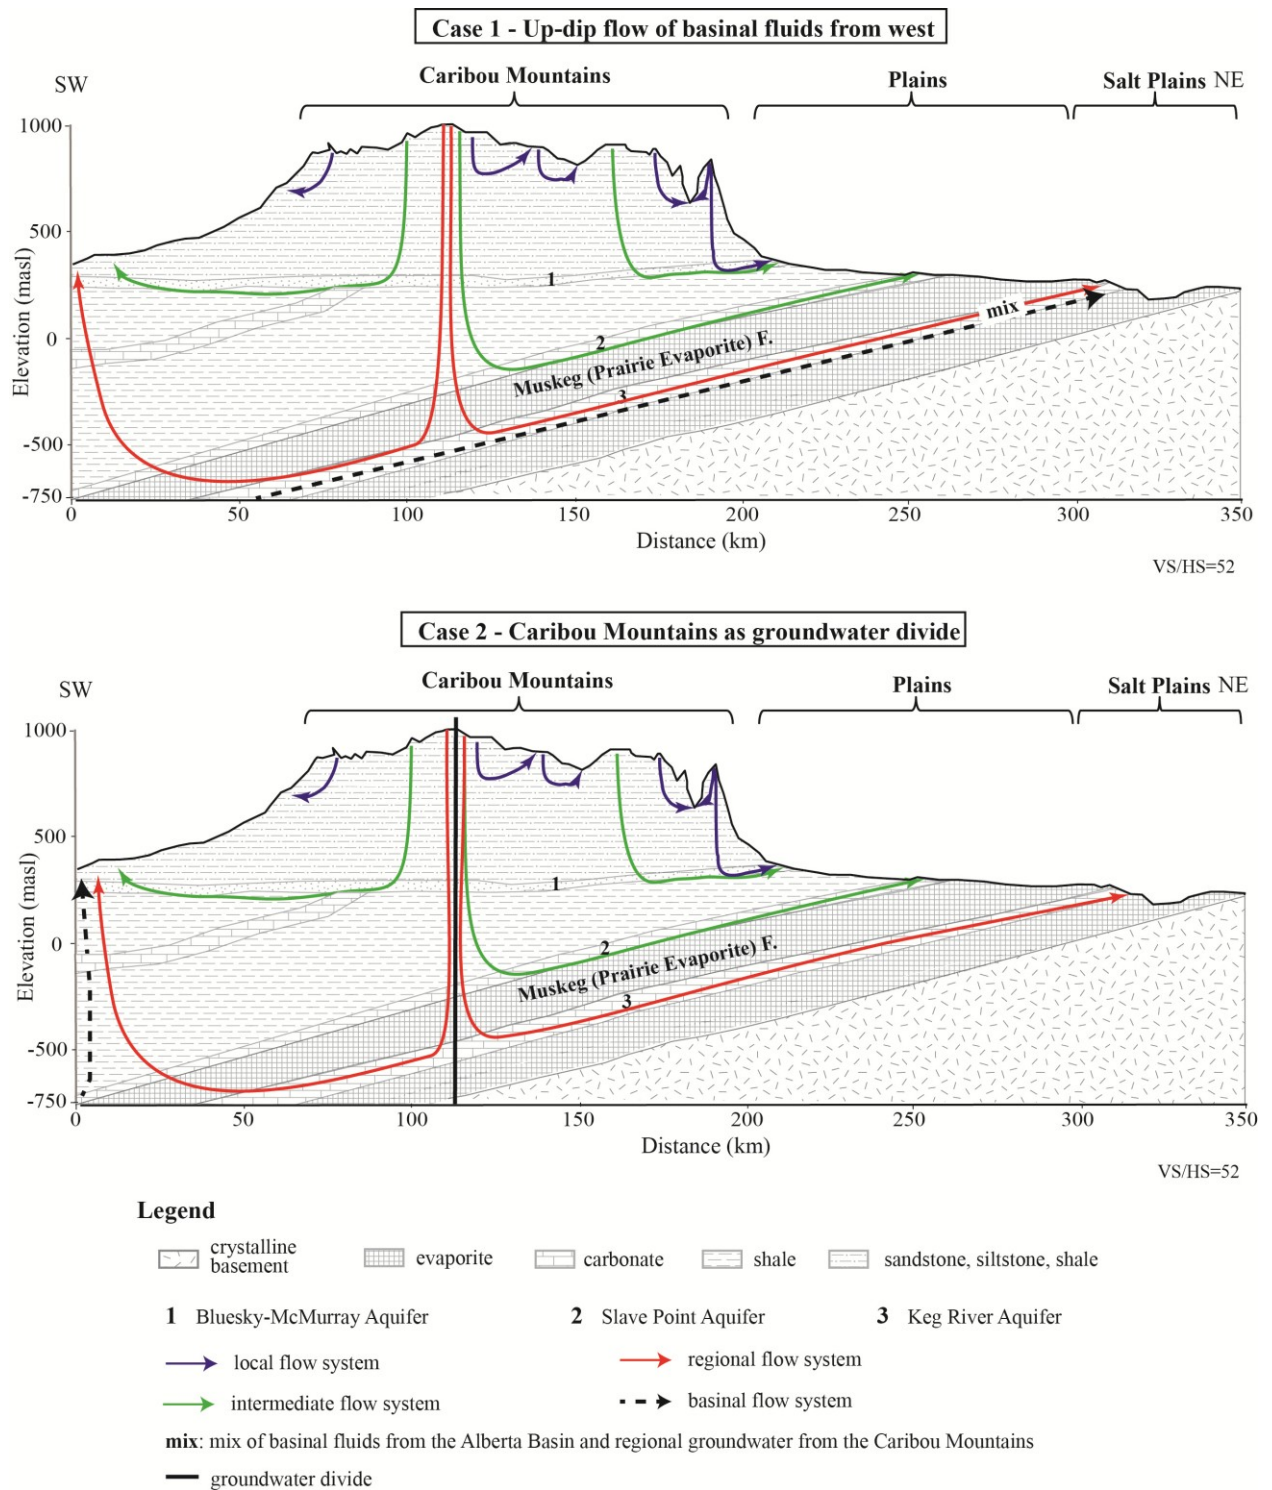 Case 1 - Up-dip flow of basinal fluids from west
SW
Caribou Mountains
Plains
Salt Plains NE
1000
500
0
-500
-750
Elevation (masl)
1
2
Muskeg (Prairie Evaporite) F.
3
mix
0 50 100 150 200 250 300 350
Distance (km)
VS/HS=52
Case 2 - Caribou Mountains as groundwater divide
SW
Caribou Mountains
Plains
Salt Plains NE
1000
500
0
-500
-750
Elevation (masl)
1
2
Muskeg (Prairie Evaporite) F.
3
0 50 100 150 200 250 300 350
Distance (km)
VS/HS=52
Legend
crystalline
basement
evaporite
carbonate
shale
sandstone, siltstone, shale
1 Bluesky-McMurray Aquifer
2 Slave Point Aquifer
3 Keg River Aquifer
local flow system
regional flow system
intermediate flow system
basinal flow system
mix: mix of basinal fluids from the Alberta Basin and regional groundwater from the Caribou Mountains
groundwater divide